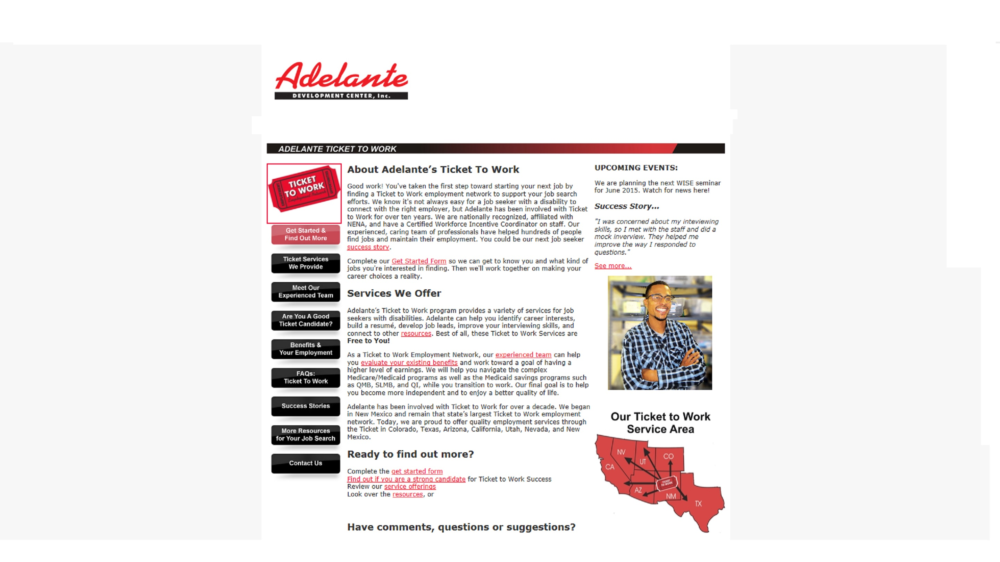 Adelante
DEVELOPMENT CENTER, Inc.
ADELANTE TICKET TO WORK
TICKET
TO WORK
Employment Network
EMPLOYMENT
Get Started &
Find Out More
Ticket Services
We Provide
Meet Our
Experienced Team
Are You A Good
Ticket Candidate?
Benefits &
Your Employment
FAQs:
Ticket To Work
Success Stories
More Resources
for Your Job Search
Contact Us
About Adelante’s Ticket To Work
Good work! You've taken the first step toward starting your next job by
finding a Ticket to Work employment network to support your job search
efforts. We know it's not always easy for a job seeker with a disability to
connect with the right employer, but Adelante has been involved with Ticket
to Work for over ten years. We are nationally recognized, affiliated with
NENA, and have a Certified Workforce Incentive Coordinator on staff. Our
experienced, caring team of professionals have helped hundreds of people
find jobs and maintain their employment. You could be our next job seeker
success story.
Complete our Get Started Form so we can get to know you and what kind of
jobs you're interested in finding. Then we'll work together on making your
career choices a reality.
Services We Offer
Adelante’s Ticket to Work program provides a variety of services for job
seekers with disabilities. Adelante can help you identify career interests,
build a resumé, develop job leads, improve your interviewing skills, and
connect to other resources. Best of all, these Ticket to Work Services are
Free to You!
As a Ticket to Work Employment Network, our experienced team can help
you evaluate your existing benefits and work toward a goal of having a
higher level of earnings. We will help you navigate the complex
Medicare/Medicaid programs as well as the Medicaid savings programs such
as QMB, SLMB, and QI, while you transition to work. Our final goal is to help
you become more independent and to enjoy a better quality of life.
Adelante has been involved with Ticket to Work for over a decade. We began
in New Mexico and remain that state’s largest Ticket to Work employment
network. Today, we are proud to offer quality employment services through
the Ticket in Colorado, Texas, Arizona, California, Utah, Nevada, and New
Mexico.
Ready to find out more?
Complete the get started form
Find out if you are a strong candidate for Ticket to Work Success
Review our service offerings
Look over the resources, or
Have comments, questions or suggestions?
UPCOMING EVENTS:
We are planning the next WISE seminar
for June 2015. Watch for news here!
Success Story...
"I was concerned about my inteviewing
skills, so I met with the staff and did a
mock inverview. They helped me
improve the way I responded to
questions."
See more...
Our Ticket to Work
Service Area
NV
CO
UT
CA
TICKET
TO WORK
AZ
NM
TX